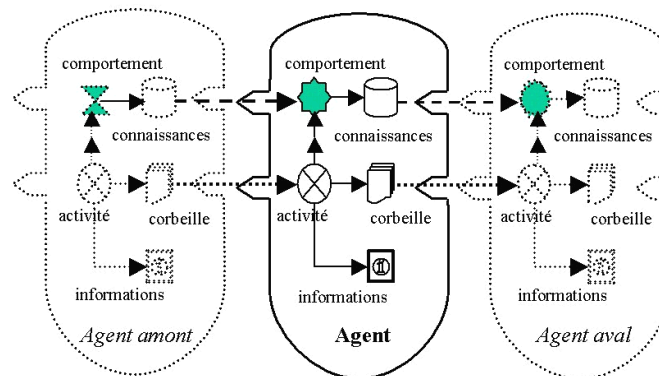 comportement
connaissances
activité
corbeille
informations
Agent amont
comportement
connaissances
activité
corbeille
1
informations
Agent
comportement
connaissances
activité
corbeille
informations
Agent aval